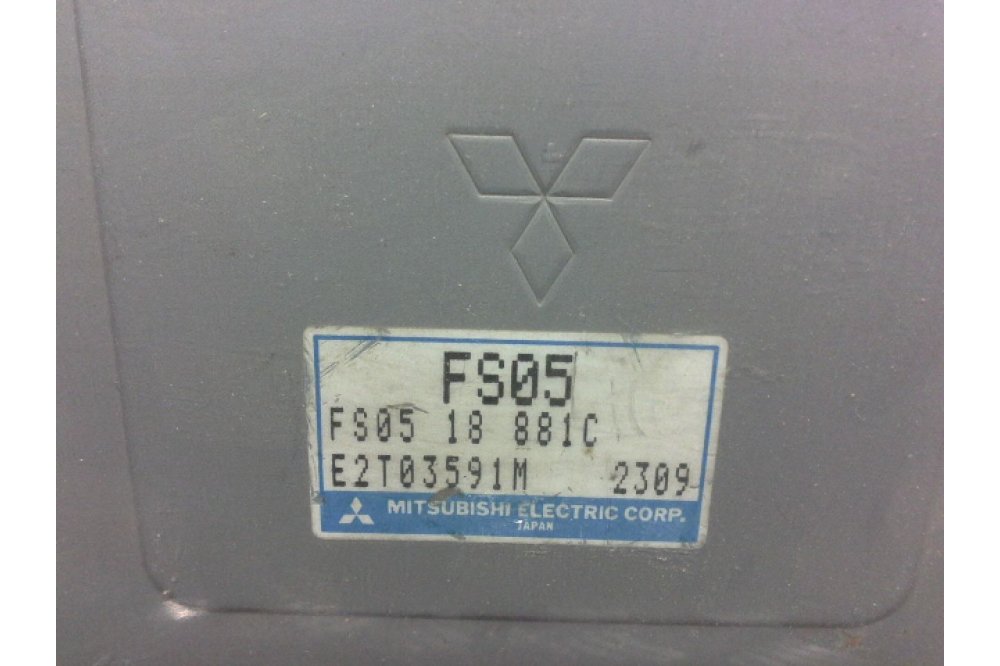 FS05
FS05 18 881C
E2T03591M 2309
MITSUBISHI ELECTRIC CORP.
JAPAN